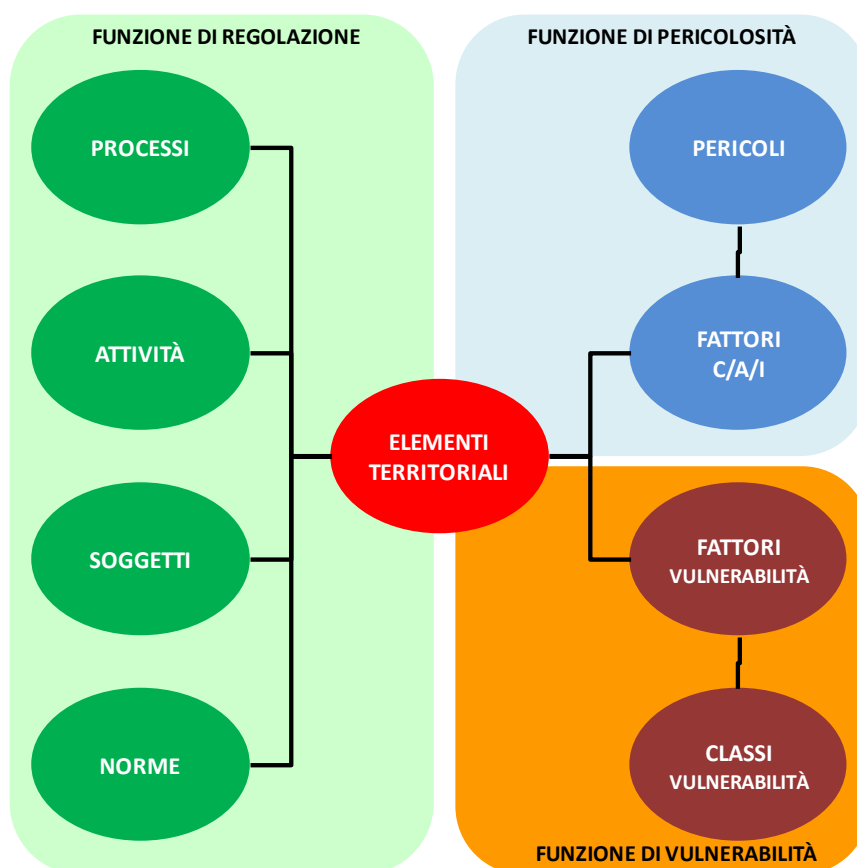 FUNZIONE DI REGOLAZIONE
PROCESSI
ATTIVITÀ
SOGGETTI
NORME
ELEMENTI
TERRITORIALI
FUNZIONE DI PERICOLOSITÀ
PERICOLI
FATTORI
C/A/I
FATTORI
VULNERABILITÀ
CLASSI
VULNERABILITÀ
FUNZIONE DI VULNERABILITÀ